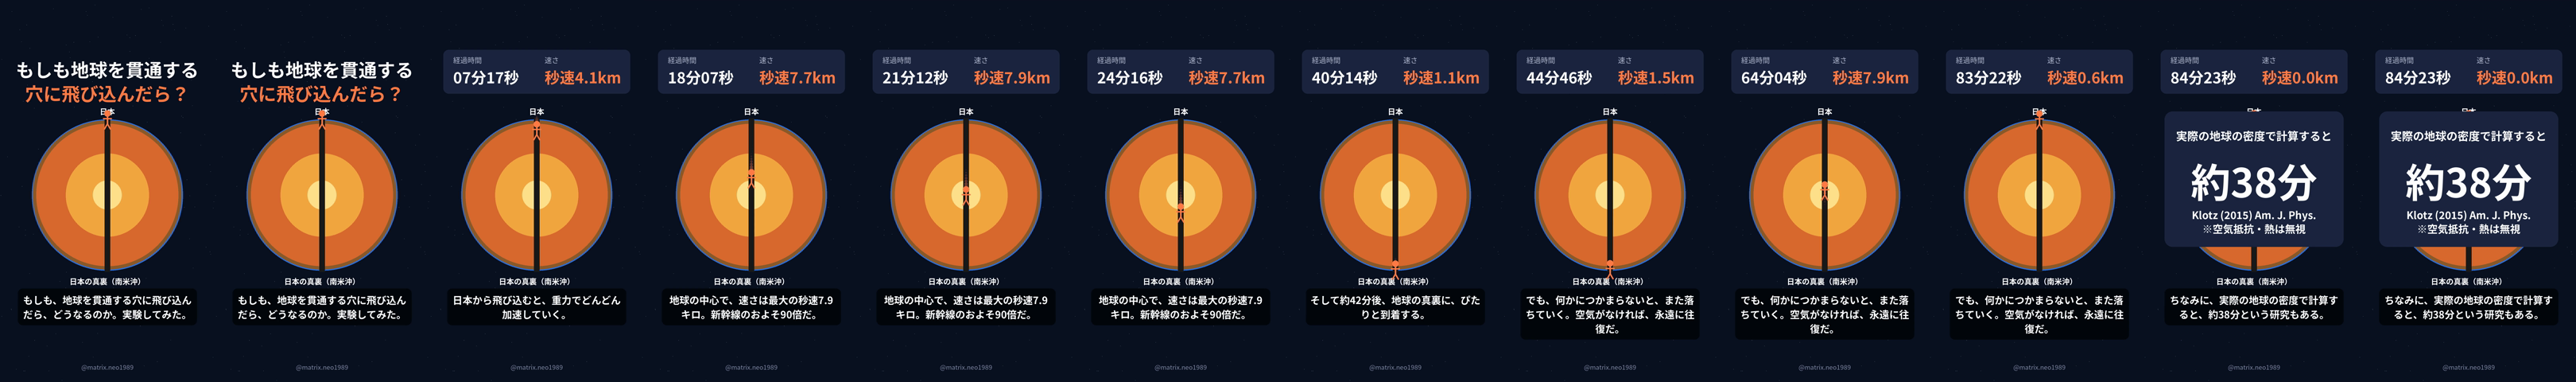 もしも地球を貫通する
穴に飛び込んだら？
日本
日本の真裏（南米沖）
もしも、地球を貫通する穴に飛び込ん
だら、どうなるのか。実験してみた。
@matrix.neo1989
もしも地球を貫通する
穴に飛び込んだら？
日本
日本の真裏（南米沖）
もしも、地球を貫通する穴に飛び込ん
だら、どうなるのか。実験してみた。
@matrix.neo1989
経過時間 速さ
07分17秒 秒速4.1km
日本
日本の真裏（南米沖）
日本から飛び込むと、重力でどんどん
加速していく。
@matrix.neo1989
経過時間 速さ
18分07秒 秒速7.7km
日本
日本の真裏（南米沖）
地球の中心で、速さは最大の秒速7.9
キロ。新幹線のおよそ90倍だ。
@matrix.neo1989
経過時間 速さ
21分12秒 秒速7.9km
日本
日本の真裏（南米沖）
地球の中心で、速さは最大の秒速7.9
キロ。新幹線のおよそ90倍だ。
@matrix.neo1989
経過時間 速さ
24分16秒 秒速7.7km
日本
日本の真裏（南米沖）
地球の中心で、速さは最大の秒速7.9
キロ。新幹線のおよそ90倍だ。
@matrix.neo1989
経過時間 速さ
40分14秒 秒速1.1km
日本
日本の真裏（南米沖）
そして約42分後、地球の真裏に、ぴた
りと到着する。
@matrix.neo1989
経過時間 速さ
44分46秒 秒速1.5km
日本
日本の真裏（南米沖）
でも、何かにつかまらないと、また落
ちていく。空気がなければ、永遠に往
復だ。
@matrix.neo1989
経過時間 速さ
64分04秒 秒速7.9km
日本
日本の真裏（南米沖）
でも、何かにつかまらないと、また落
ちていく。空気がなければ、永遠に往
復だ。
@matrix.neo1989
経過時間 速さ
83分22秒 秒速0.6km
日本
日本の真裏（南米沖）
でも、何かにつかまらないと、また落
ちていく。空気がなければ、永遠に往
復だ。
@matrix.neo1989
経過時間 速さ
84分23秒 秒速0.0km
実際の地球の密度で計算すると
約38分
Klotz (2015) Am. J. Phys.
※空気抵抗・熱は無視
日本の真裏（南米沖）
ちなみに、実際の地球の密度で計算す
ると、約38分という研究もある。
@matrix.neo1989
経過時間 速さ
84分23秒 秒速0.0km
実際の地球の密度で計算すると
約38分
Klotz (2015) Am. J. Phys.
※空気抵抗・熱は無視
日本の真裏（南米沖）
ちなみに、実際の地球の密度で計算す
ると、約38分という研究もある。
@matrix.neo1989